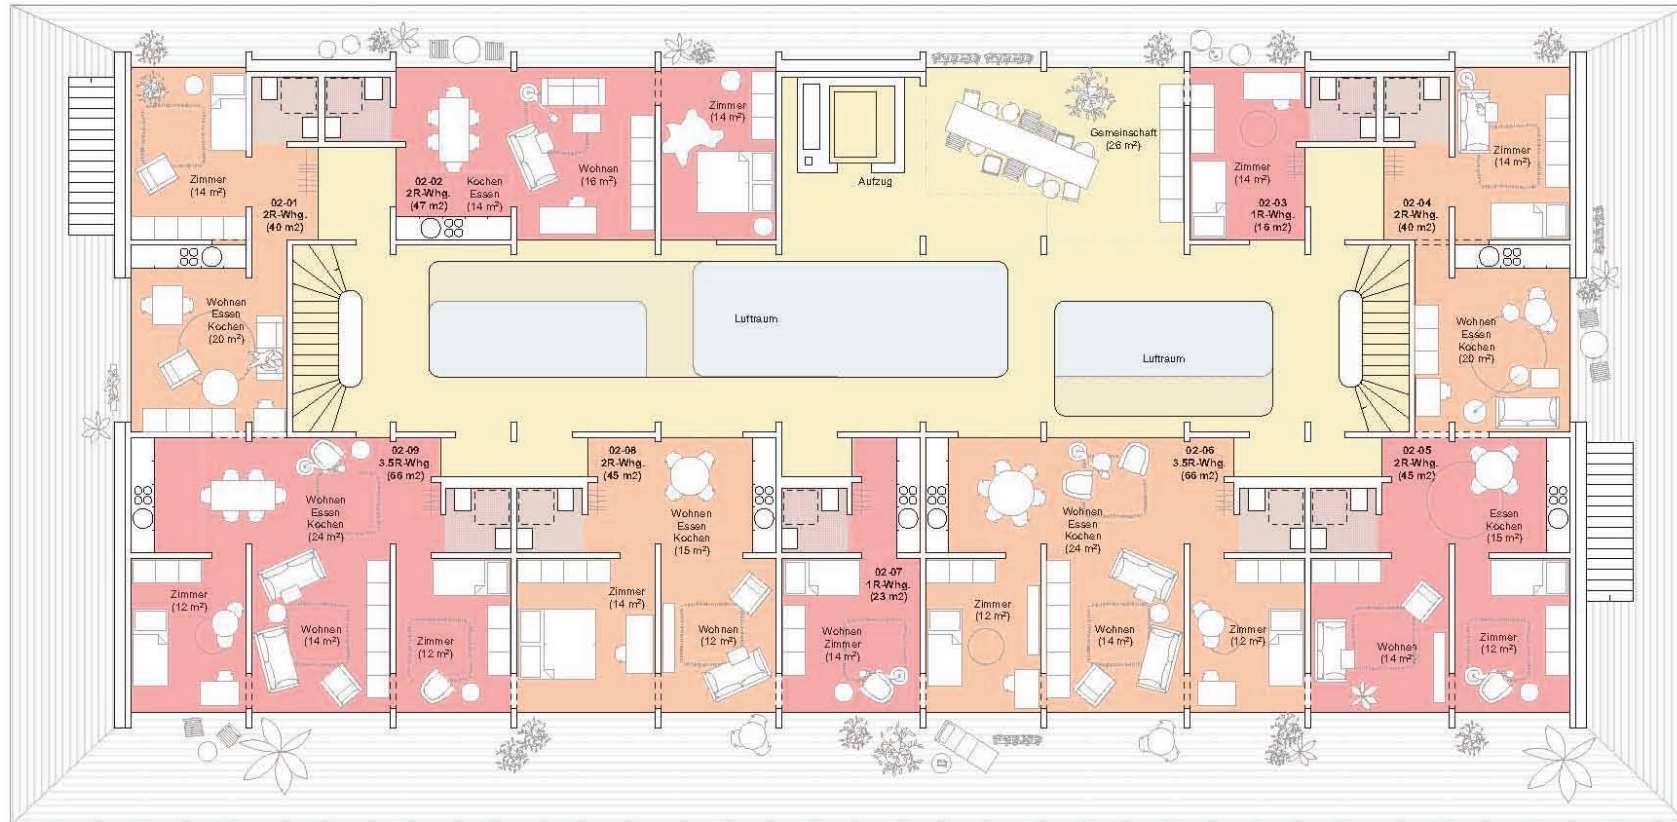 Zimmer
(14 m²)
02-01
2R-Whg.
(40 m2)
Wohnen
Essen
Kochen
(20 m²)
02-02
2R-Whg.
(47 m2)
Kochen
Essen
(14 m²)
Wohnen
(16 m²)
Zimmer
(14 m²)
Aufzug
Gemeinschaft
(26 m²)
Zimmer
(14 m²)
02-03
1R-Whg.
(16 m2)
02-04
2R-Whg.
(40 m2)
Zimmer
(14 m²)
Wohnen
Essen
Kochen
(20 m²)
Luftraum
Luftraum
02-09
3.5R-Whg
(66 m2)
Wohnen
Essen
Kochen
(24 m²)
Zimmer
(12 m²)
Wohnen
(14 m²)
Zimmer
(12 m²)
02-08
2R-Whg.
(45 m2)
Wohnen
Essen
Kochen
(15 m²)
Zimmer
(14 m²)
Wohnen
(12 m²)
02-07
1R-Whg.
(23 m2)
Wohnen
Zimmer
(14 m²)
02-06
3.5R-Whg
(66 m2)
Wohnen
Essen
Kochen
(24 m²)
Zimmer
(12 m²)
Wohnen
(14 m²)
Zimmer
(12 m²)
02-05
2R-Whg.
(45 m2)
Essen
Kochen
(15 m²)
Wohnen
(14 m²)
Zimmer
(12 m²)